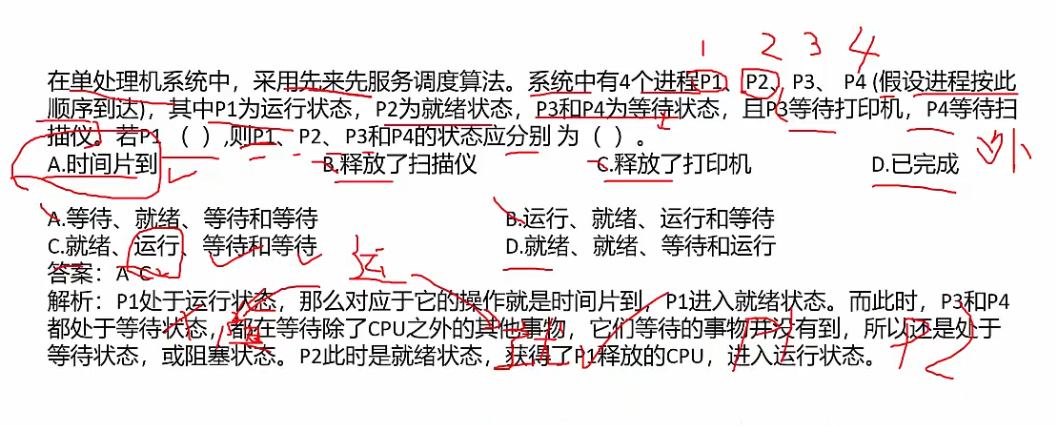 1 2 3 4
在单处理机系统中，采用先来先服务调度算法。系统中有4个进程P1、P2、P3、P4 (假设进程按此
顺序到达)，其中P1为运行状态，P2为就绪状态，P3和P4为等待状态，且P3等待打印机，P4等待扫
描仪。若P1 （ ）,则P1、P2、P3和P4的状态应分别 为（ ）。
A.时间片到 B.释放了扫描仪 C.释放了打印机 D.已完成
A.等待、就绪、等待和等待 B.运行、就绪、运行和等待
C.就绪、运行、等待和等待 D.就绪、就绪、等待和运行
答案：A C
解析：P1处于运行状态，那么对应于它的操作就是时间片到，P1进入就绪状态。而此时，P3和P4
都处于等待状态，都在等待除了CPU之外的其他事物，它们等待的事物并没有到，所以还是处于
等待状态，或阻塞状态。P2此时是就绪状态，获得了P1释放的CPU，进入运行状态。
运
P1 P2